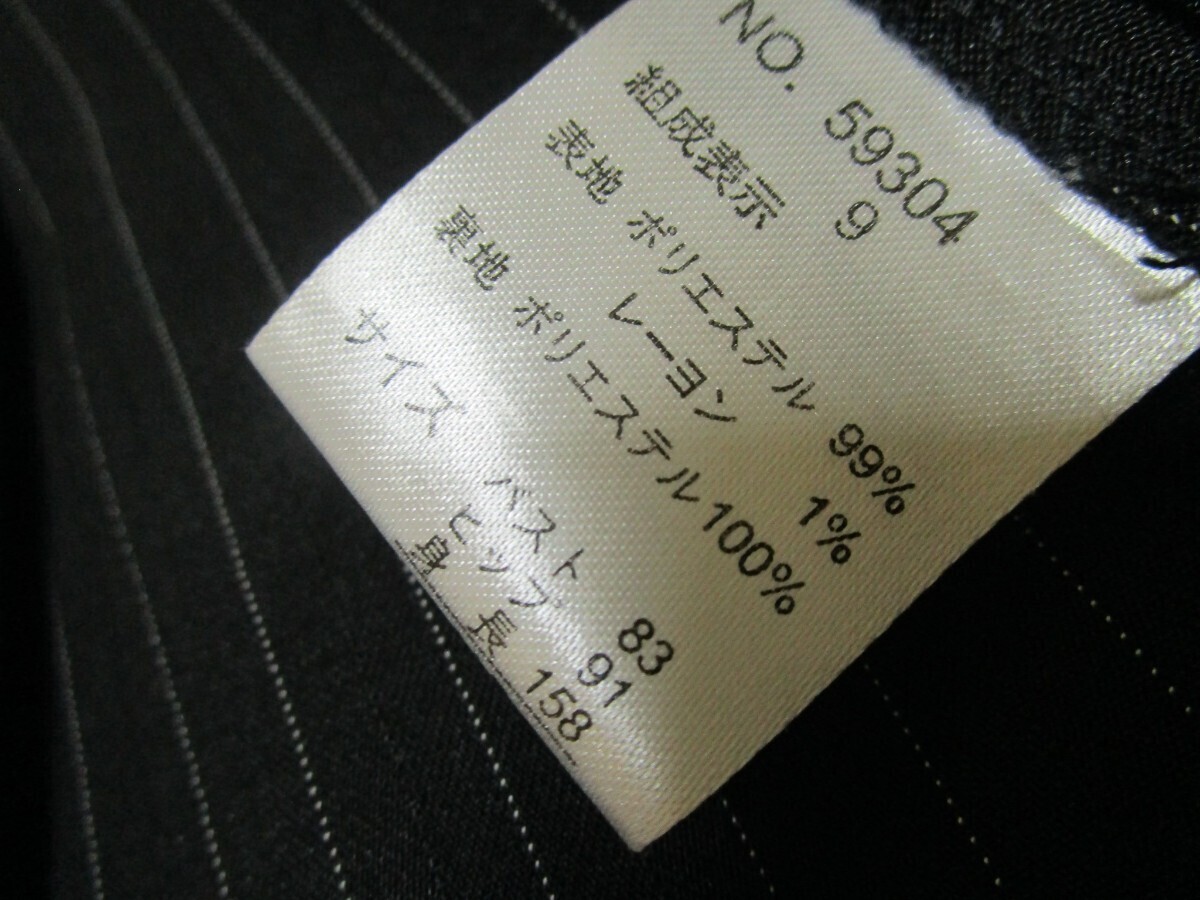 NO. 59304
組成表示 9
表地 ポリエステル 99%
レーヨン 1%
裏地 ポリエステル 100%
サイズ
バスト 83
ヒップ 91
身 長 158